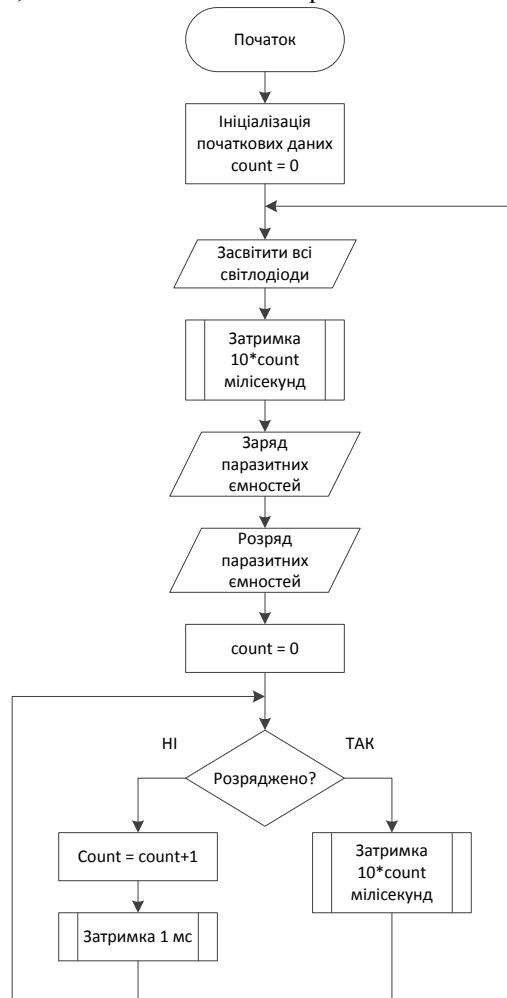 Початок
Ініціалізація
початкових даних
count = 0
Засвітити всі
світлодіоди
Затримка
10*count
мілісекунд
Заряд
паразитних
ємностей
Розряд
паразитних
ємностей
count = 0
НІ
ТАК
Розряджено?
Count = count+1
Затримка 1 мс
Затримка
10*count
мілісекунд